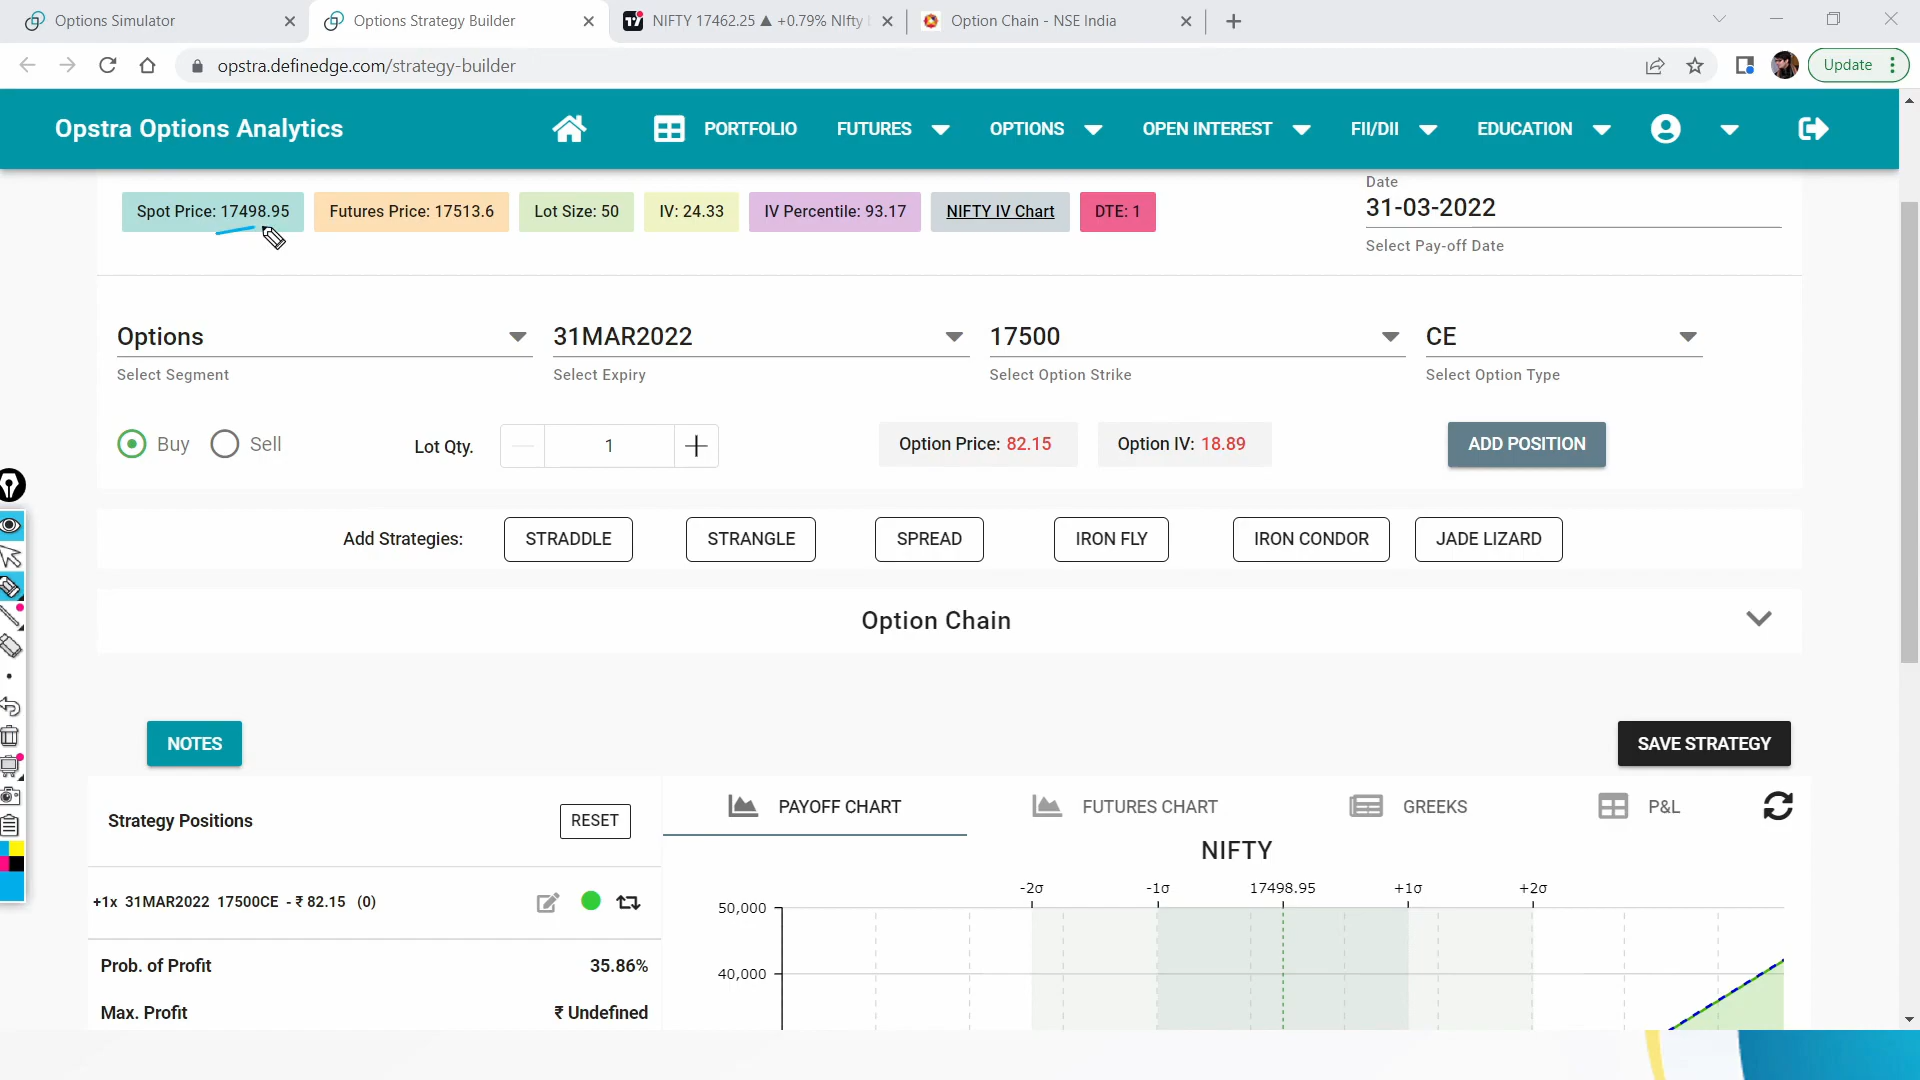 Options Simulator
Options Strategy Builder
NIFTY 17462.25 ▲ +0.79% NIfty
Option Chain - NSE India
opstra.definedge.com/strategy-builder
Update
Opstra Options Analytics
PORTFOLIO
FUTURES
OPTIONS
OPEN INTEREST
FII/DII
EDUCATION
Spot Price: 17498.95
Futures Price: 17513.6
Lot Size: 50
IV: 24.33
IV Percentile: 93.17
NIFTY IV Chart
DTE: 1
Date
31-03-2022
Select Pay-off Date
Options
31MAR2022
17500
CE
Select Segment
Select Expiry
Select Option Strike
Select Option Type
Buy
Sell
Lot Qty.
1
Option Price: 82.15
Option IV: 18.89
ADD POSITION
Add Strategies:
STRADDLE
STRANGLE
SPREAD
IRON FLY
IRON CONDOR
JADE LIZARD
Option Chain
NOTES
SAVE STRATEGY
Strategy Positions
RESET
PAYOFF CHART
FUTURES CHART
GREEKS
P&L
NIFTY
+1x 31MAR2022 17500CE - ₹ 82.15 (0)
-2σ
-1σ
17498.95
+1σ
+2σ
50,000
40,000
Prob. of Profit
35.86%
Max. Profit
₹ Undefined